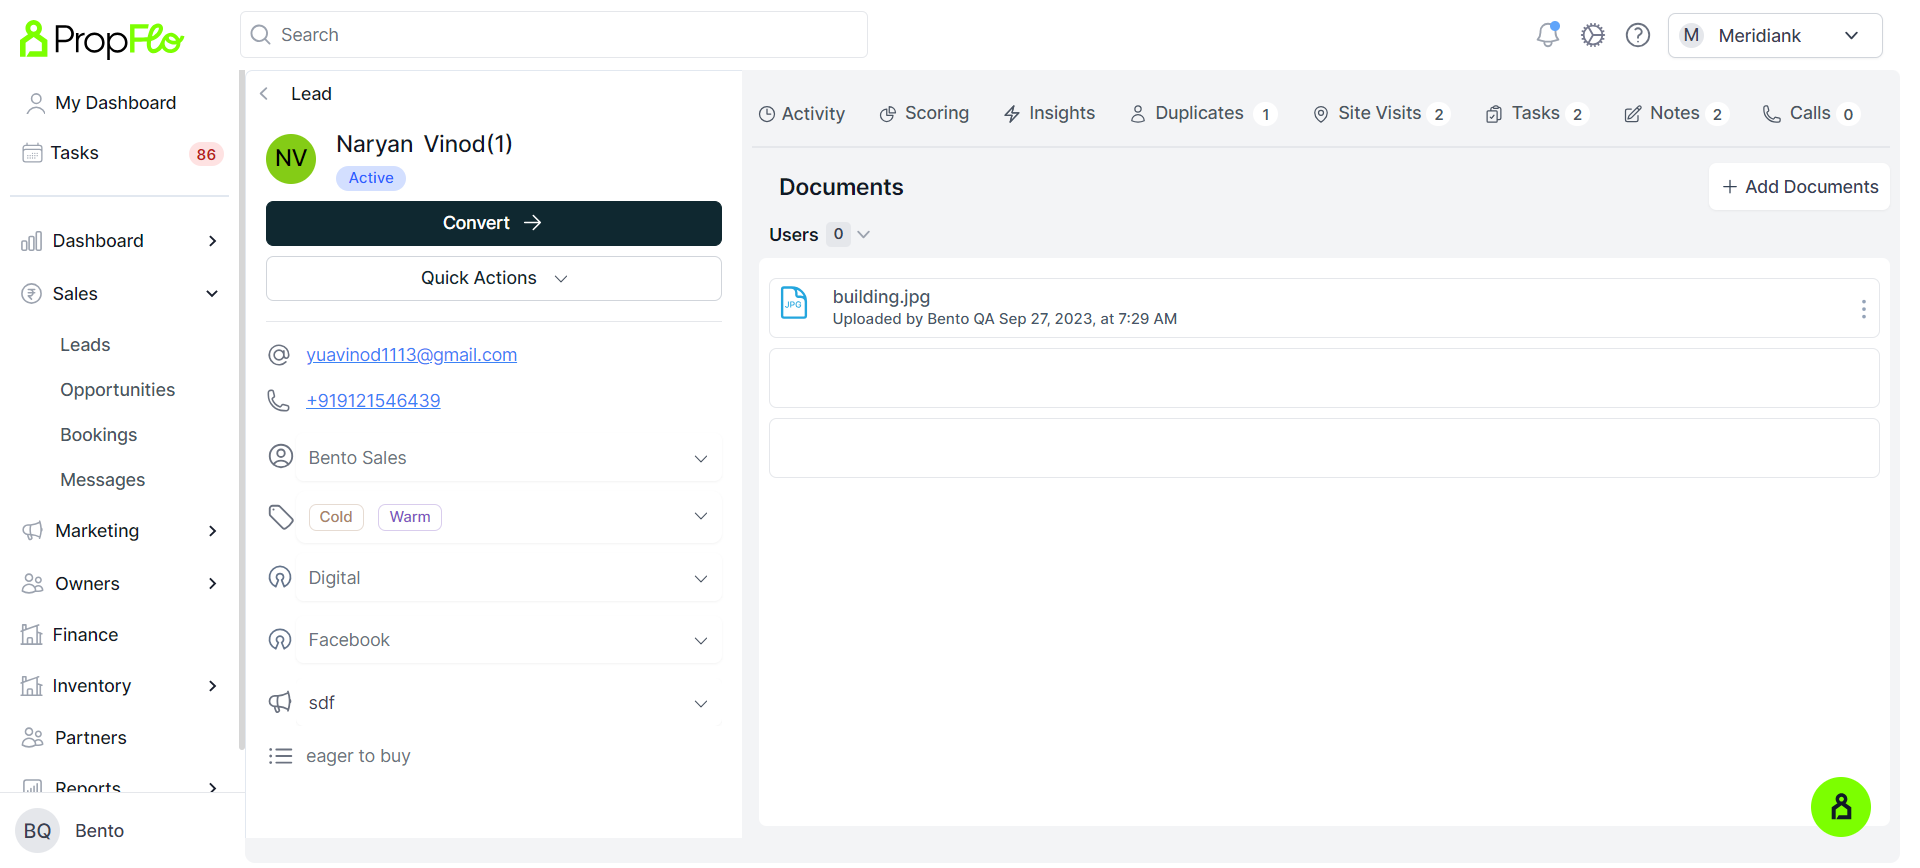 PropFlo
Search
M Meridiank
My Dashboard
Tasks 86
Dashboard
Sales
Leads
Opportunities
Bookings
Messages
Marketing
Owners
Finance
Inventory
Partners
Reports
BQ Bento
Lead
NV
Naryan Vinod(1)
Active
Convert
Quick Actions
yuavinod1113@gmail.com
+919121546439
Bento Sales
Cold Warm
Digital
Facebook
sdf
eager to buy
Activity Scoring Insights Duplicates 1 Site Visits 2 Tasks 2 Notes 2 Calls 0
Documents
+ Add Documents
Users 0
JPG
building.jpg
Uploaded by Bento QA Sep 27, 2023, at 7:29 AM